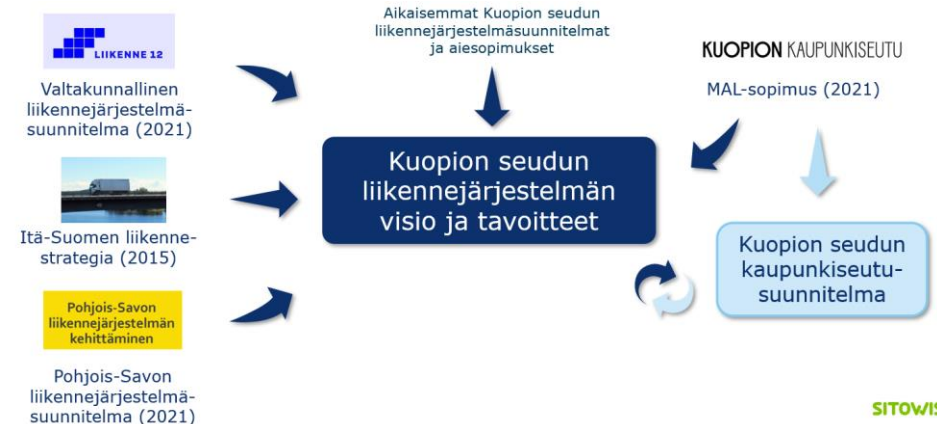 LIIKENNE 12
Valtakunnallinen
liikennejärjestelmä-
suunnitelma (2021)
Itä-Suomen liikenne-
strategia (2015)
Pohjois-Savon
liikennejärjestelmän
kehittäminen
Pohjois-Savon
liikennejärjestelmä-
suunnitelma (2021)
Aikaisemmat Kuopion seudun
liikennejärjestelmäsuunnitelmat
ja aiesopimukset
Kuopion seudun
liikennejärjestelmän
visio ja tavoitteet
KUOPION KAUPUNKISEUTU
MAL-sopimus (2021)
Kuopion seudun
kaupunkiseutu-
suunnitelma
SITOWIS